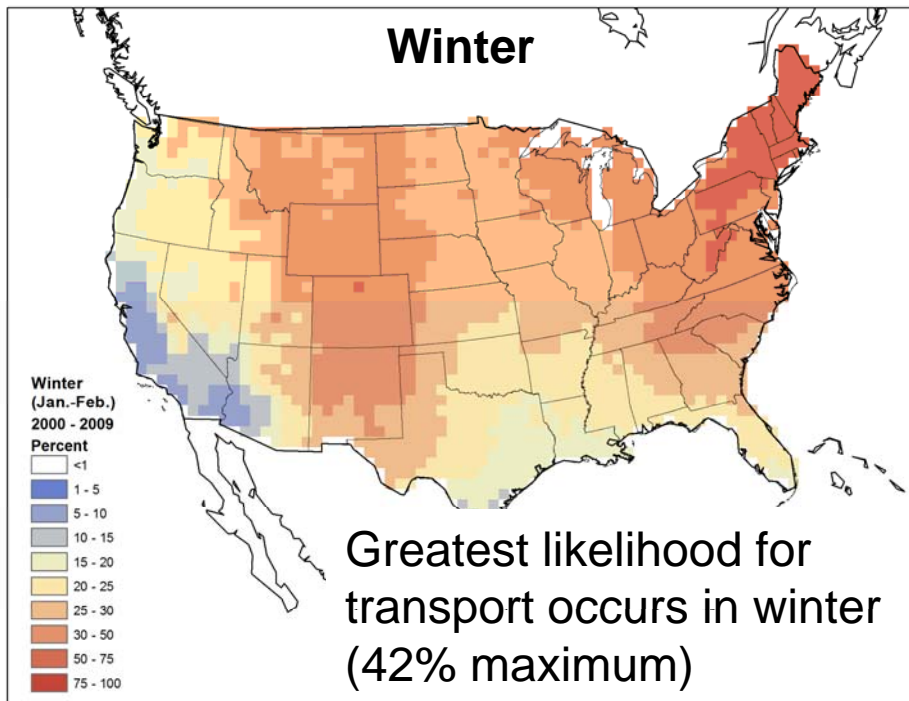 Winter
Winter
(Jan.-Feb.)
2000 - 2009
Percent
<1
1 - 5
5 - 10
10 - 15
15 - 20
20 - 25
25 - 30
30 - 50
50 - 75
75 - 100
Greatest likelihood for
transport occurs in winter
(42% maximum)